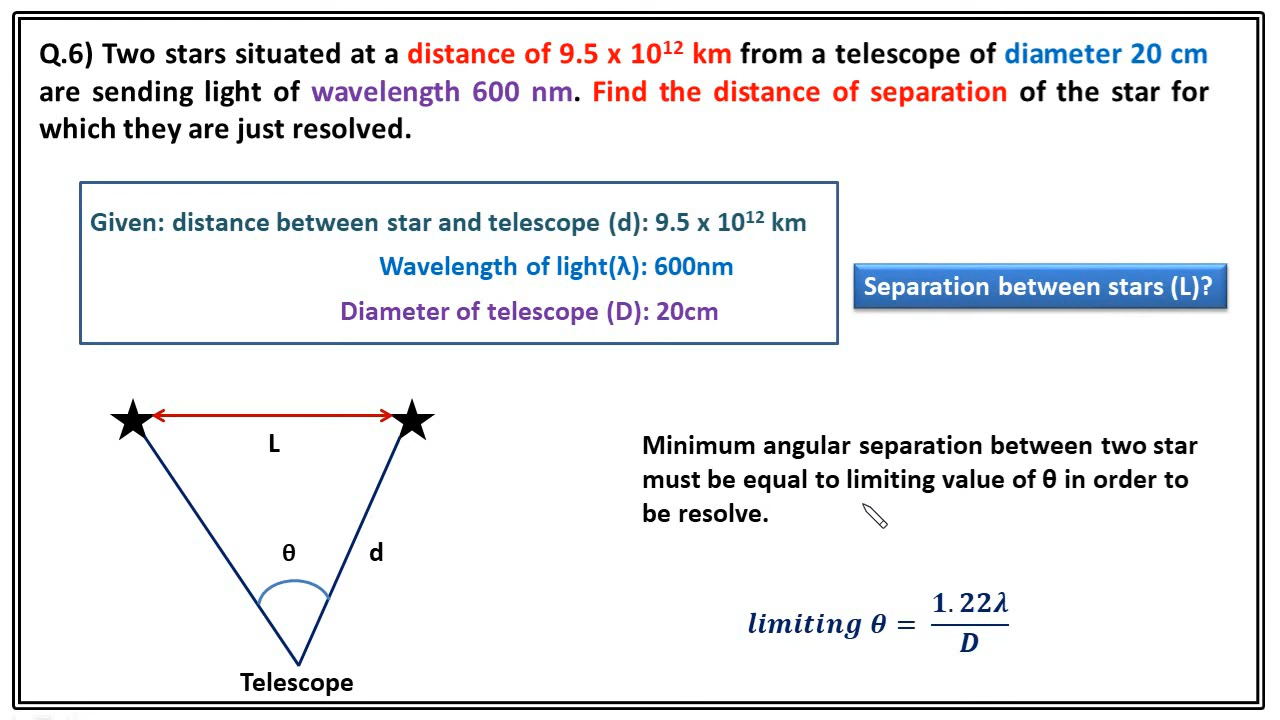 Q.6) Two stars situated at a distance of 9.5 x 10¹² km from a telescope of diameter 20 cm
are sending light of wavelength 600 nm. Find the distance of separation of the star for
which they are just resolved.
Given: distance between star and telescope (d): 9.5 x 10¹² km
Wavelength of light(λ): 600nm
Diameter of telescope (D): 20cm
Separation between stars (L)?
L
θ
d
Telescope
Minimum angular separation between two star
must be equal to limiting value of θ in order to
be resolve.
limiting θ = 1.22λ / D